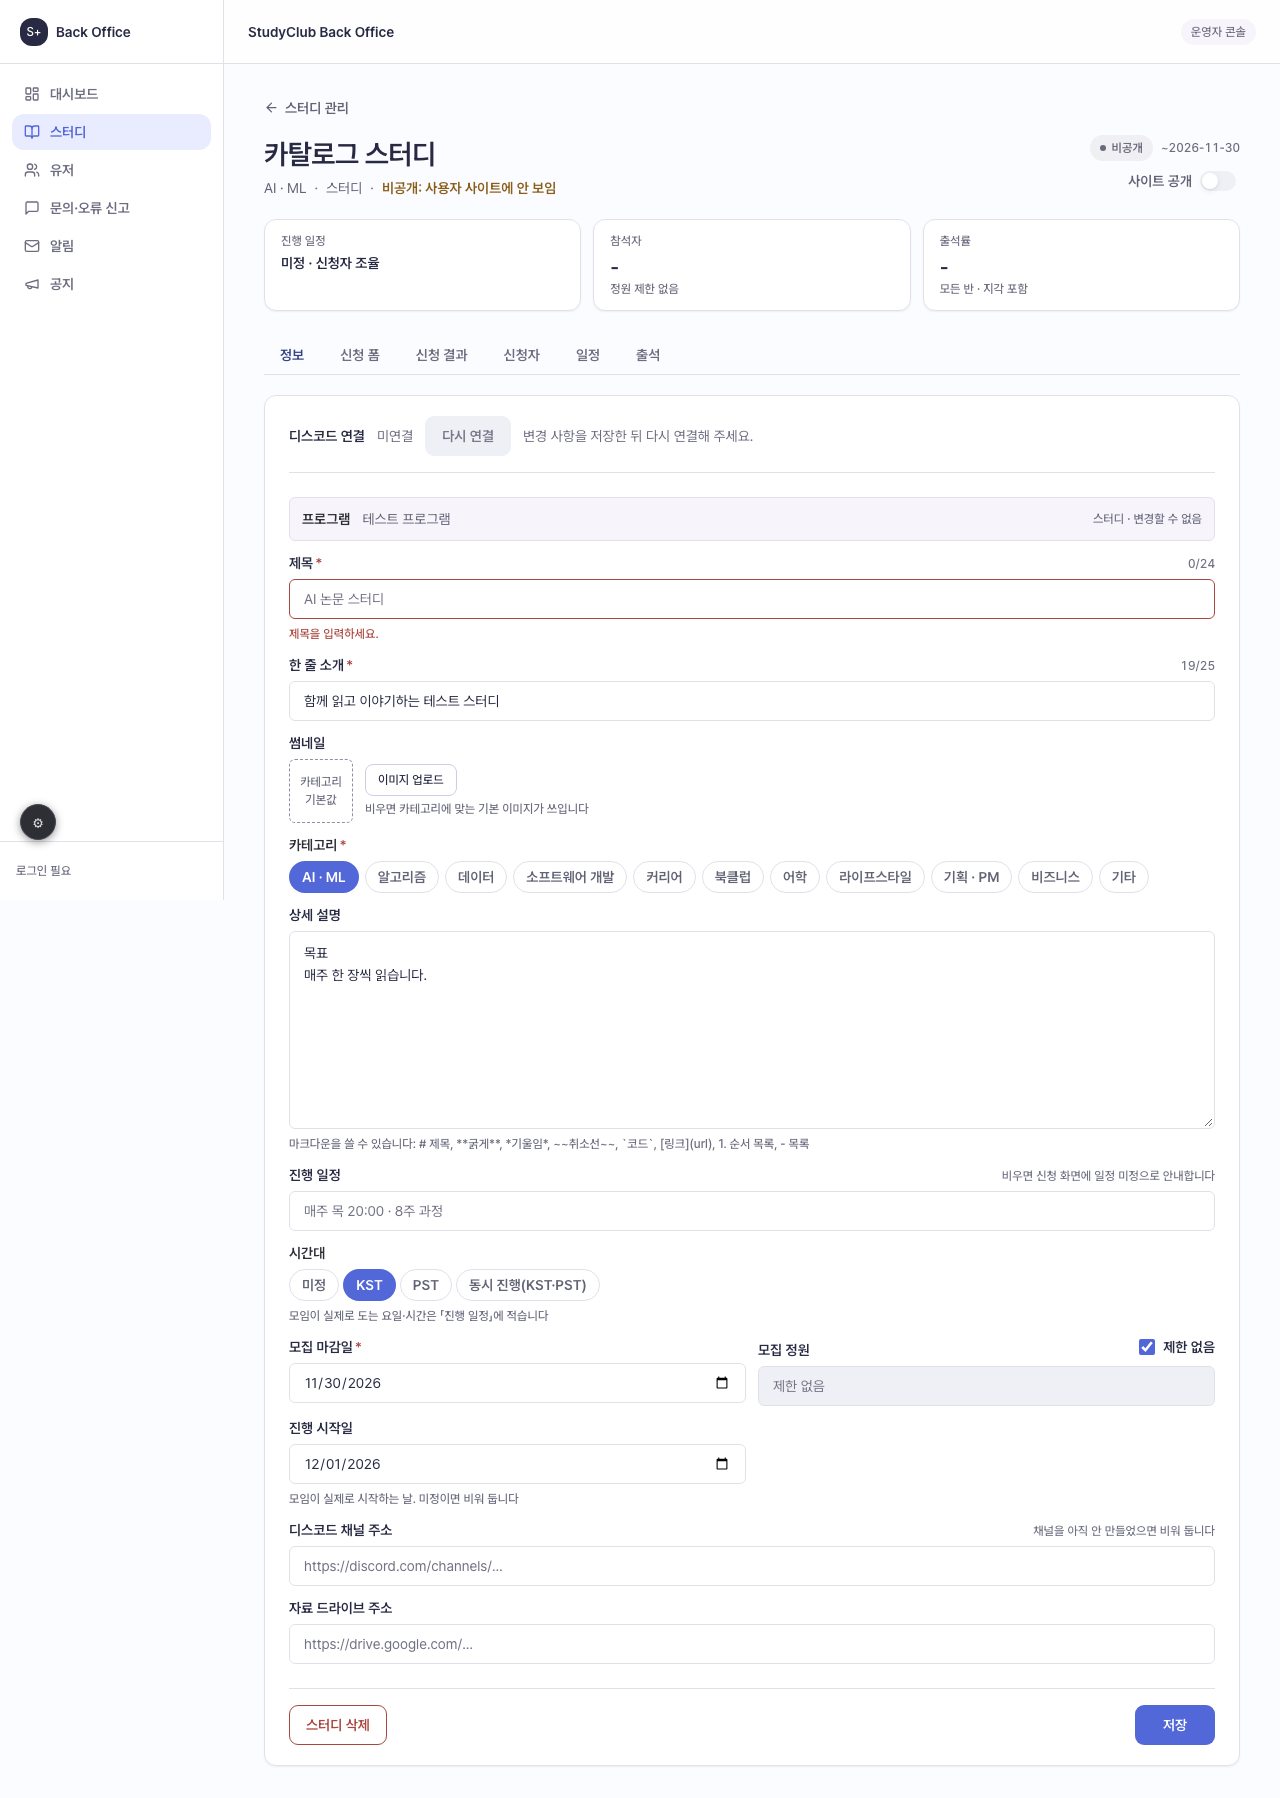 S+ Back Office
StudyClub Back Office
운영자 콘솔
대시보드
스터디
유저
문의·오류 신고
알림
공지
로그인 필요
← 스터디 관리
카탈로그 스터디
비공개 ~2026-11-30
AI · ML · 스터디 · 비공개: 사용자 사이트에 안 보임
사이트 공개
진행 일정
미정 · 신청자 조율
참석자
-
정원 제한 없음
출석률
-
모든 반 · 지각 포함
정보 신청 폼 신청 결과 신청자 일정 출석
디스코드 연결 미연결 다시 연결 변경 사항을 저장한 뒤 다시 연결해 주세요.
프로그램 테스트 프로그램 스터디 · 변경할 수 없음
제목 * 0/24
AI 논문 스터디
제목을 입력하세요.
한 줄 소개 * 19/25
함께 읽고 이야기하는 테스트 스터디
썸네일
카테고리
기본값
이미지 업로드
비우면 카테고리에 맞는 기본 이미지가 쓰입니다
카테고리 *
AI · ML 알고리즘 데이터 소프트웨어 개발 커리어 북클럽 어학 라이프스타일 기획 · PM 비즈니스 기타
상세 설명
목표
매주 한 장씩 읽습니다.
마크다운을 쓸 수 있습니다: # 제목, **굵게**, *기울임*, ~~취소선~~, `코드`, [링크](url), 1. 순서 목록, - 목록
진행 일정 비우면 신청 화면에 일정 미정으로 안내합니다
매주 목 20:00 · 8주 과정
시간대
미정 KST PST 동시 진행(KST·PST)
모임이 실제로 도는 요일·시간은 「진행 일정」에 적습니다
모집 마감일 *
11/30/2026
모집 정원 제한 없음
제한 없음
진행 시작일
12/01/2026
모임이 실제로 시작하는 날. 미정이면 비워 둡니다
디스코드 채널 주소 채널을 아직 안 만들었으면 비워 둡니다
https://discord.com/channels/…
자료 드라이브 주소
https://drive.google.com/…
스터디 삭제 저장